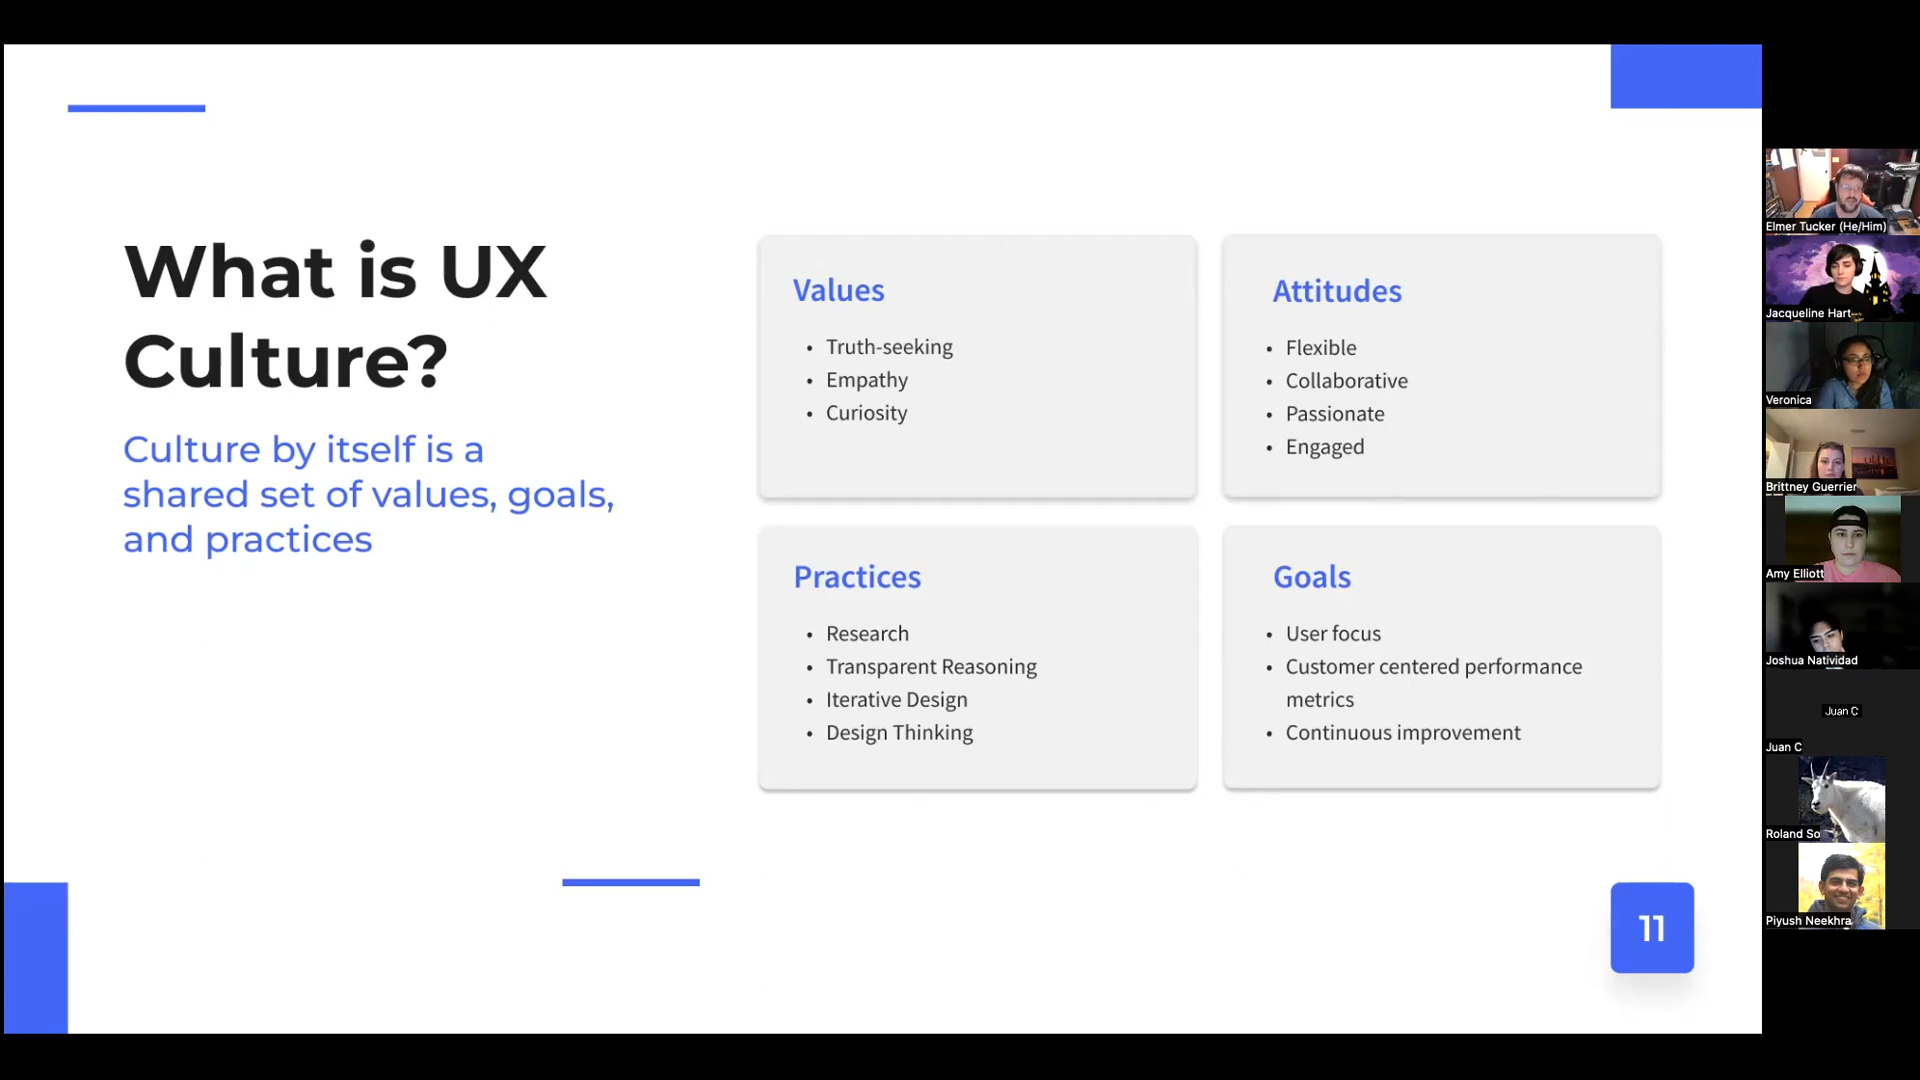 What is UX
Culture?
Culture by itself is a
shared set of values, goals,
and practices
Values
• Truth-seeking
• Empathy
• Curiosity
Attitudes
• Flexible
• Collaborative
• Passionate
• Engaged
Practices
• Research
• Transparent Reasoning
• Iterative Design
• Design Thinking
Goals
• User focus
• Customer centered performance
metrics
• Continuous improvement
11
Elmer Tucker (He/Him)
Jacqueline Hart
Veronica
Brittney Guerrier
Amy Elliott
Joshua Natividad
Juan C
Juan C
Roland So
Piyush Neekhra